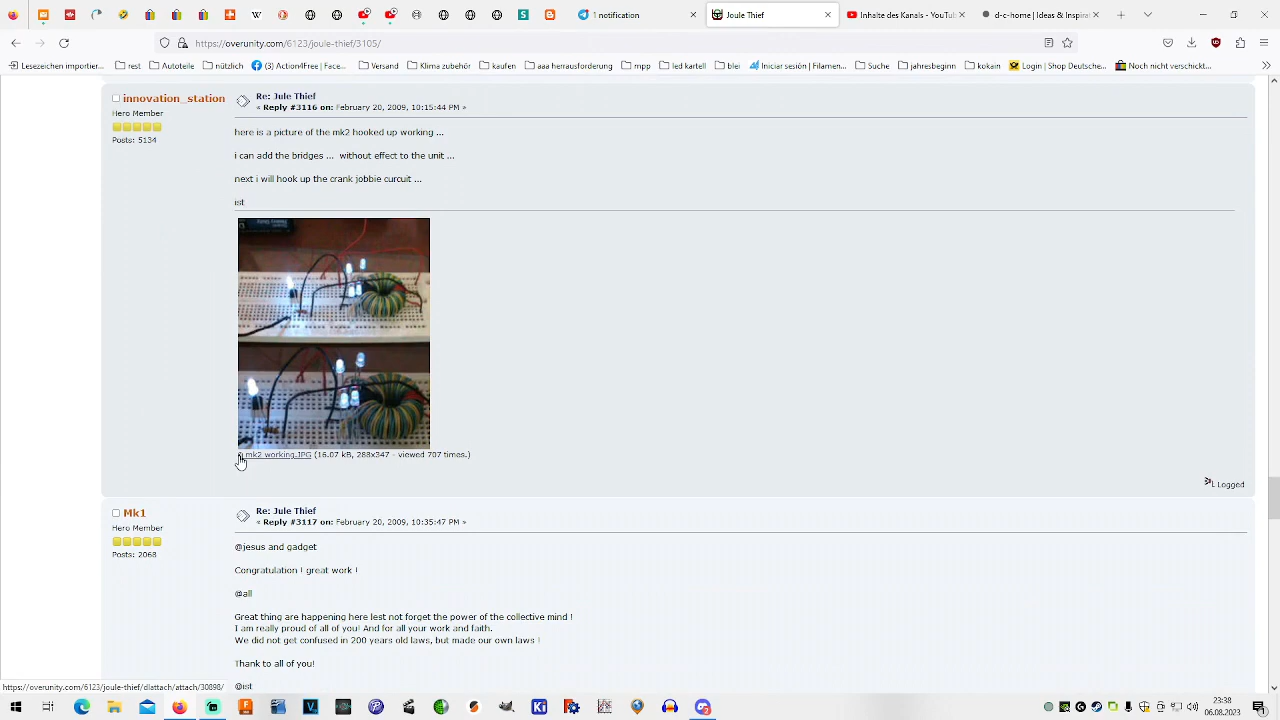 1 notification
Joule Thief
Inhalte des Kanals - YouTub
d-c-home | Ideas & Inspir
https://overunity.com/6123/joule-thief/3105/
Lesezeichen importier...
rest
Autoteile
nützlich
(3) Action4Free | Face...
Versand
Klima zubehör
kaufen
aaa herausforderung
mpp
led kartell
blei
Iniciar sesión | Smart...
Suche
jahresbeginn
kokain
Login | Shop Deutsche...
Noch nicht verschickt...
innovation_station
Hero Member
Posts: 5134
Re: Jule Thief
« Reply #3116 on: February 20, 2009, 10:15:44 PM »
here is a picture of the mk2 hooked up working ...
i can add the bridges ... without effect to the unit ...
next i will hook up the crank jobbie curcuit ...
ist
mk2 working.JPG (16.07 kB, 288x347 - viewed 707 times.)
Logged
Mk1
Hero Member
Posts: 2068
Re: Jule Thief
« Reply #3117 on: February 20, 2009, 10:35:47 PM »
@jesus and gadget
Congratulation ! great work !
@all
Great thing are happening here lest not forget the power of the collective mind !
I am really proud of all of you! And for all your work and faith.
We did not get confused in 200 years old laws, but made our own laws !
Thank to all of you!
@ist
https://overunity.com/6123/joule-thief/dlattach/attach/30898/
23:38
06.08.2023